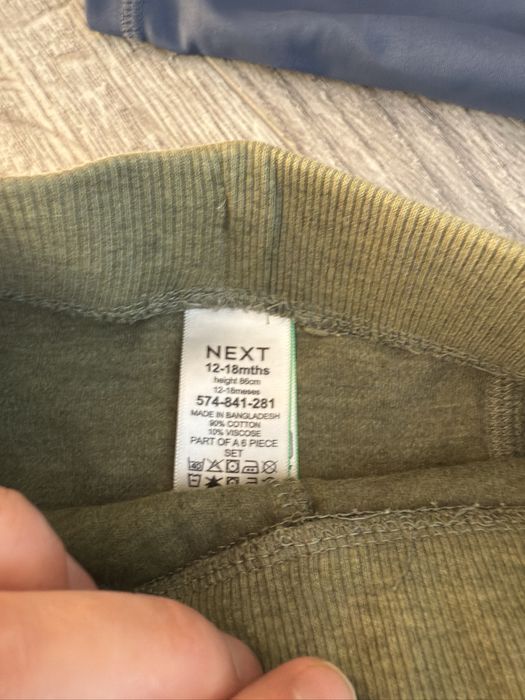 NEXT
12-18mths
height 86cm
12-18meses
574-841-281
MADE IN BANGLADESH
90% COTTON
10% VISCOSE
PART OF A 6 PIECE
SET
40